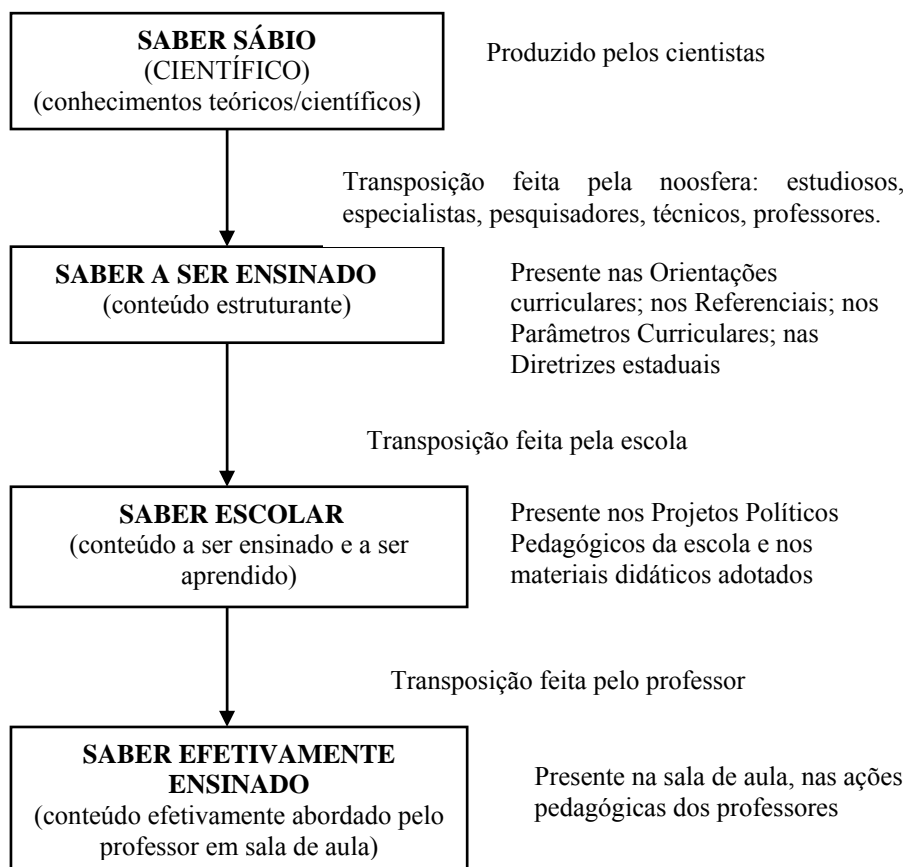 SABER SÁBIO
(CIENTÍFICO)
(conhecimentos teóricos/científicos)
Produzido pelos cientistas
Transposição feita pela noosfera: estudiosos,
especialistas, pesquisadores, técnicos, professores.
SABER A SER ENSINADO
(conteúdo estruturante)
Presente nas Orientações
curriculares; nos Referenciais; nos
Parâmetros Curriculares; nas
Diretrizes estaduais
Transposição feita pela escola
SABER ESCOLAR
(conteúdo a ser ensinado e a ser
aprendido)
Presente nos Projetos Políticos
Pedagógicos da escola e nos
materiais didáticos adotados
Transposição feita pelo professor
SABER EFETIVAMENTE
ENSINADO
(conteúdo efetivamente abordado pelo
professor em sala de aula)
Presente na sala de aula, nas ações
pedagógicas dos professores